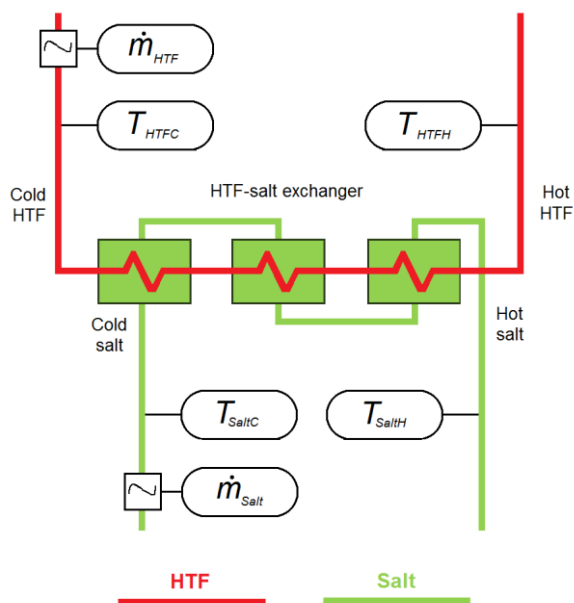 ṁHTF
THTFC
THTFH
Cold
HTF
HTF-salt exchanger
Hot
HTF
Cold
salt
Hot
salt
TSaltC
TSaltH
ṁSalt
HTF
Salt